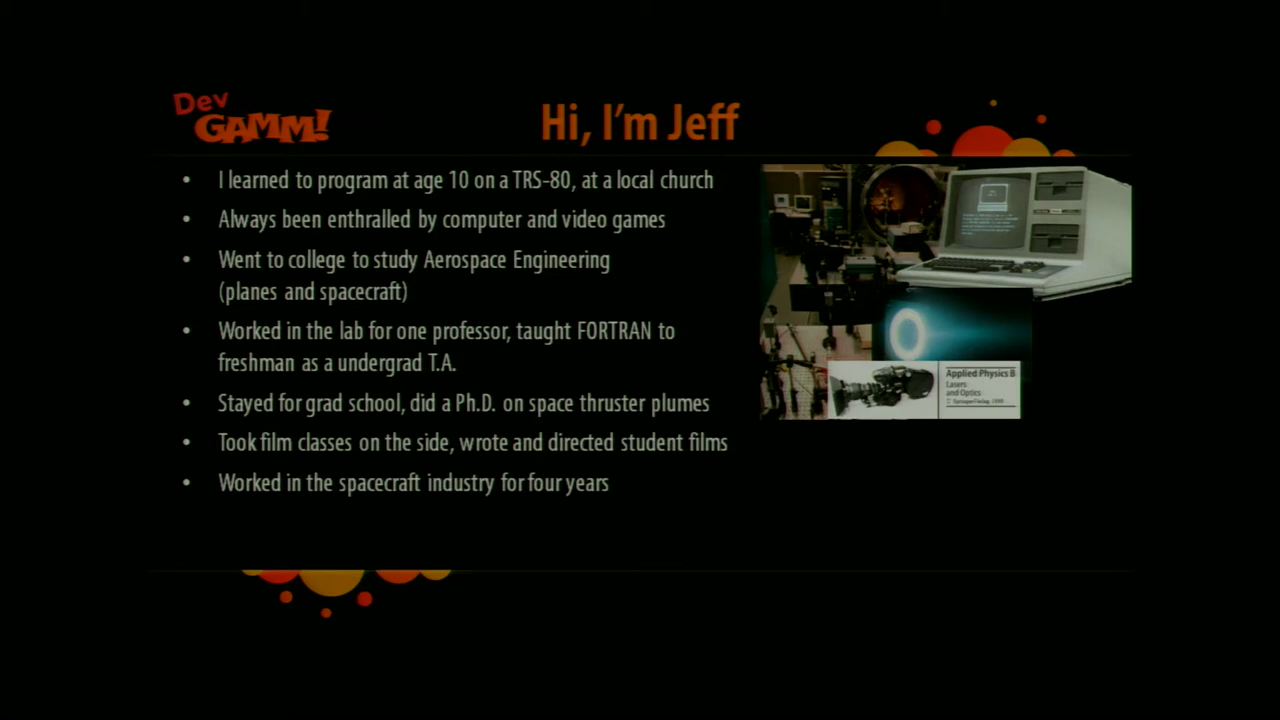 Dev
GAMM!
Hi, I'm Jeff
• I learned to program at age 10 on a TRS-80, at a local church
• Always been enthralled by computer and video games
• Went to college to study Aerospace Engineering
(planes and spacecraft)
• Worked in the lab for one professor, taught FORTRAN to
freshman as a undergrad T.A.
• Stayed for grad school, did a Ph.D. on space thruster plumes
• Took film classes on the side, wrote and directed student films
• Worked in the spacecraft industry for four years
Applied Physics B
Lasers
and Optics